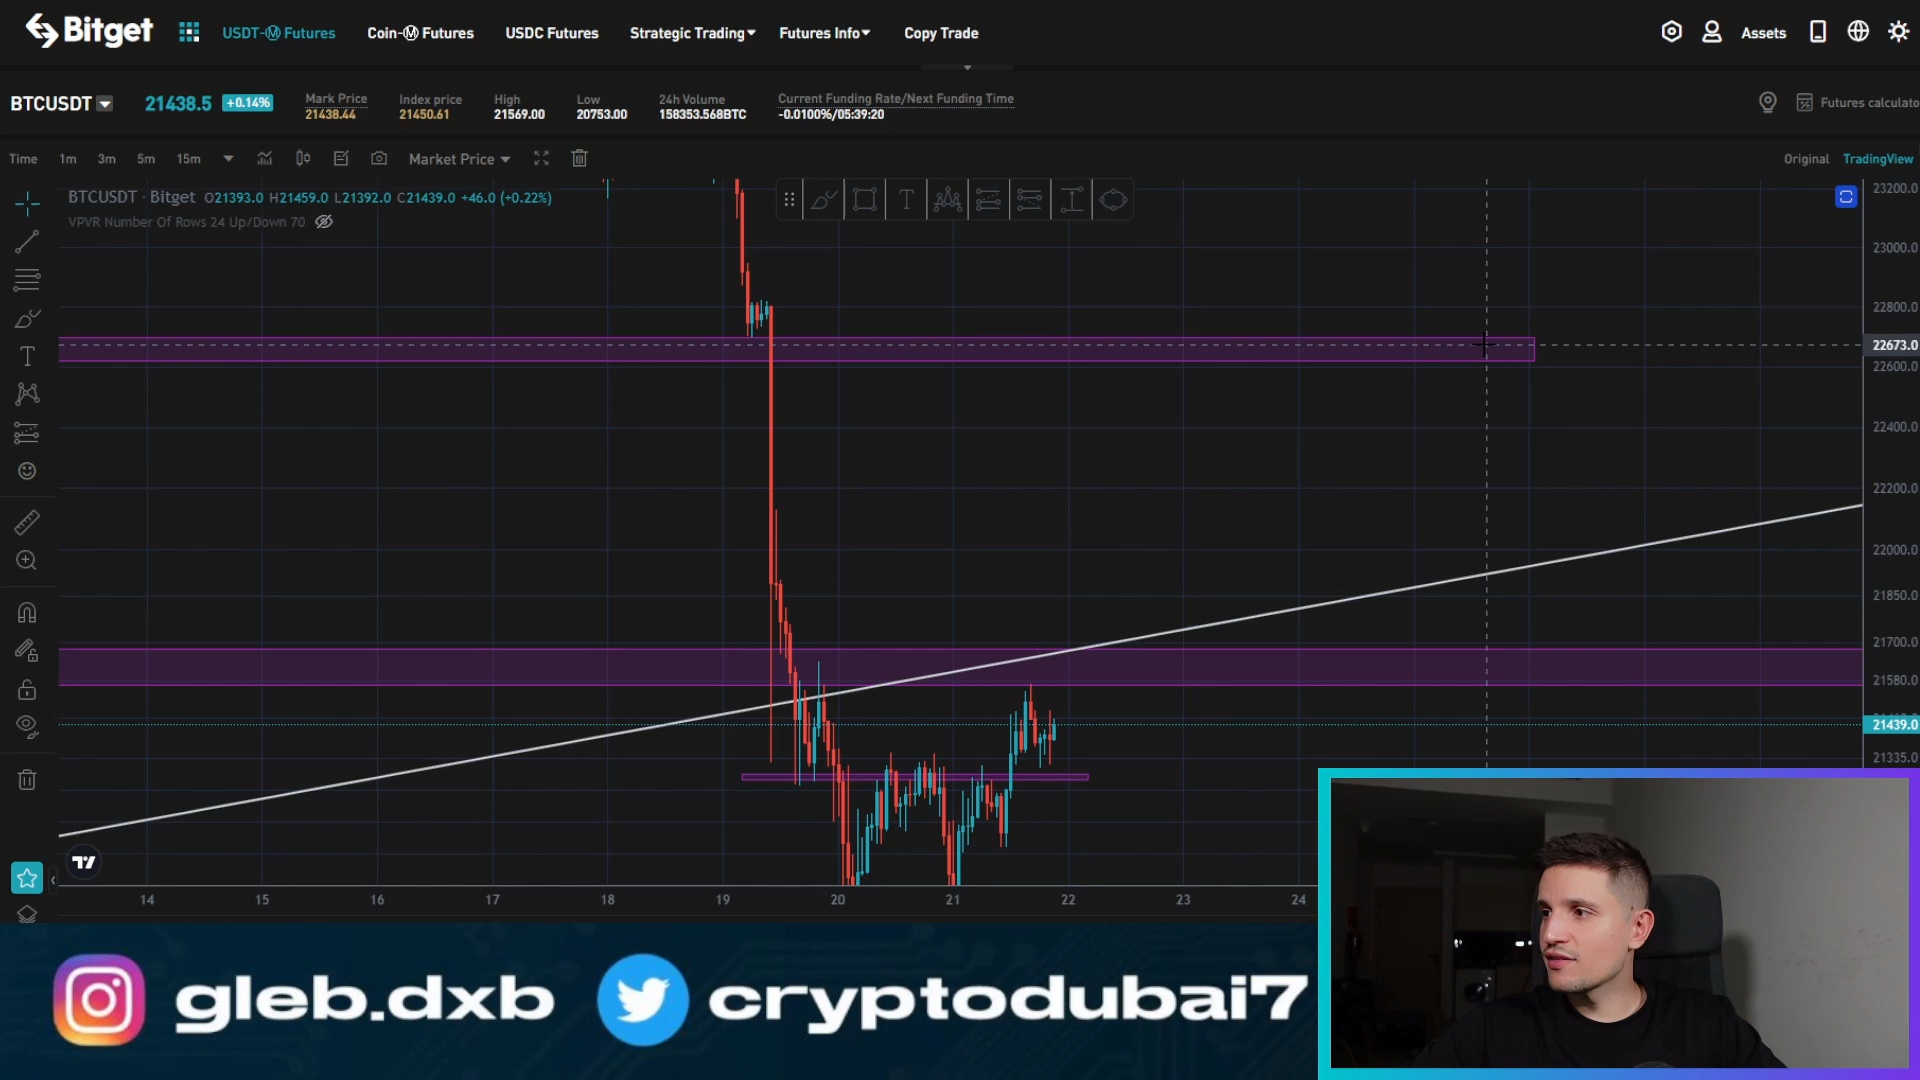 Bitget USDT-Ⓜ Futures Coin-Ⓜ Futures USDC Futures Strategic Trading Futures Info Copy Trade Assets
BTCUSDT 21438.5 +0.14% Mark Price 21438.44 Index price 21450.61 High 21569.00 Low 20753.00 24h Volume 158353.568BTC Current Funding Rate/Next Funding Time -0.0100%/05:39:20 Futures calculato
Time 1m 3m 5m 15m Market Price Original TradingView
BTCUSDT · Bitget O21393.0 H21459.0 L21392.0 C21439.0 +46.0 (+0.22%)
VPVR Number Of Rows 24 Up/Down 70
T
T
23200.0
23000.0
22800.0
22673.0
22600.0
22400.0
22200.0
22000.0
21850.0
21700.0
21580.0
21439.0
21335.0
14 15 16 17 18 19 20 21 22 23 24
gleb.dxb cryptodubai7